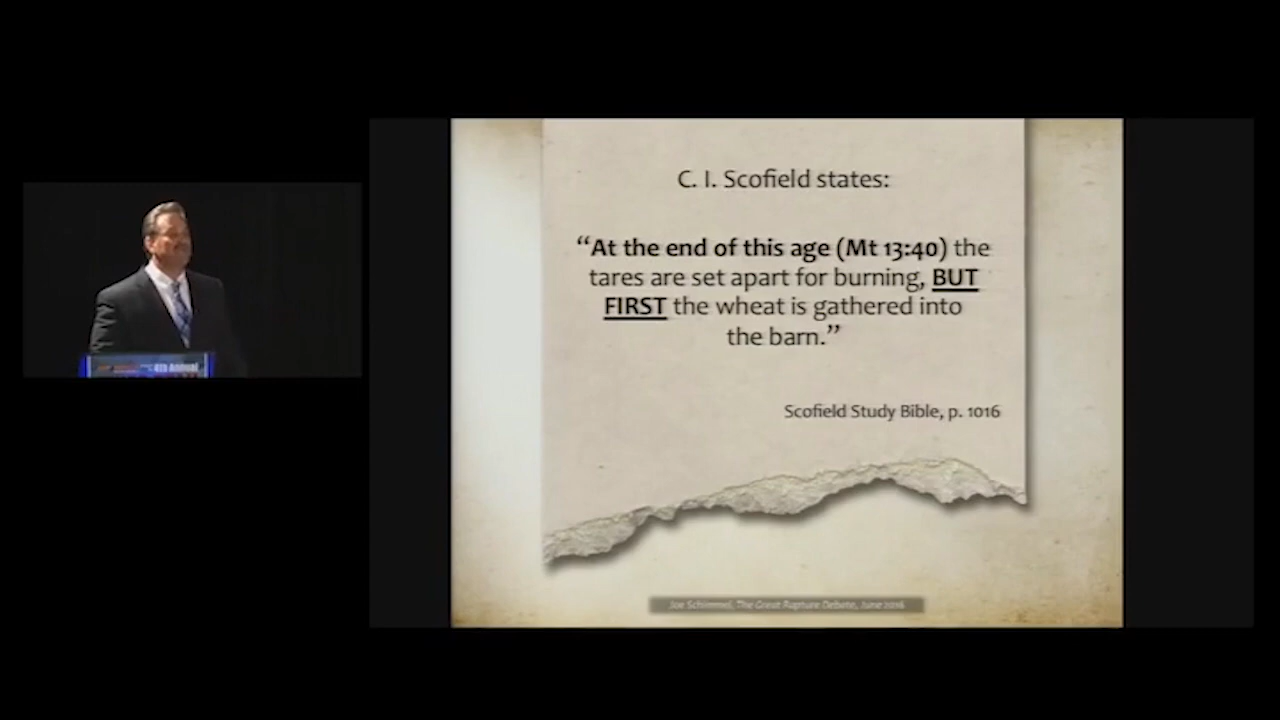 C. I. Scofield states:
“At the end of this age (Mt 13:40) the
tares are set apart for burning, BUT
FIRST the wheat is gathered into
the barn.”
Scofield Study Bible, p. 1016
Joe Schimmel, The Great Rapture Debate, June 2016
4th Annual